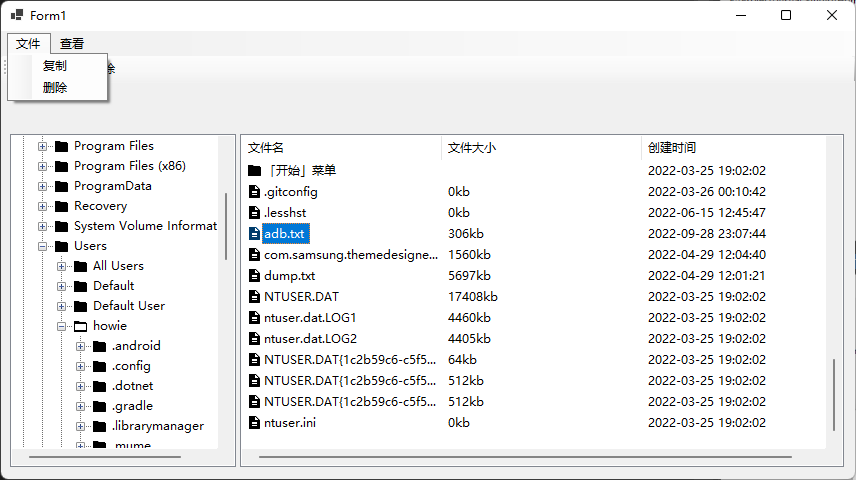 Form1
文件 查看
复制
删除
Program Files
Program Files (x86)
ProgramData
Recovery
System Volume Informat
Users
All Users
Default
Default User
howie
.android
.config
.dotnet
.gradle
.librarymanager
.mume
文件名 文件大小 创建时间
「开始」菜单 2022-03-25 19:02:02
.gitconfig 0kb 2022-03-26 00:10:42
.lesshst 0kb 2022-06-15 12:45:47
adb.txt 306kb 2022-09-28 23:07:44
com.samsung.themedesigne... 1560kb 2022-04-29 12:04:40
dump.txt 5697kb 2022-04-29 12:01:21
NTUSER.DAT 17408kb 2022-03-25 19:02:02
ntuser.dat.LOG1 4460kb 2022-03-25 19:02:02
ntuser.dat.LOG2 4405kb 2022-03-25 19:02:02
NTUSER.DAT{1c2b59c6-c5f5... 64kb 2022-03-25 19:02:02
NTUSER.DAT{1c2b59c6-c5f5... 512kb 2022-03-25 19:02:02
NTUSER.DAT{1c2b59c6-c5f5... 512kb 2022-03-25 19:02:02
ntuser.ini 0kb 2022-03-25 19:02:02